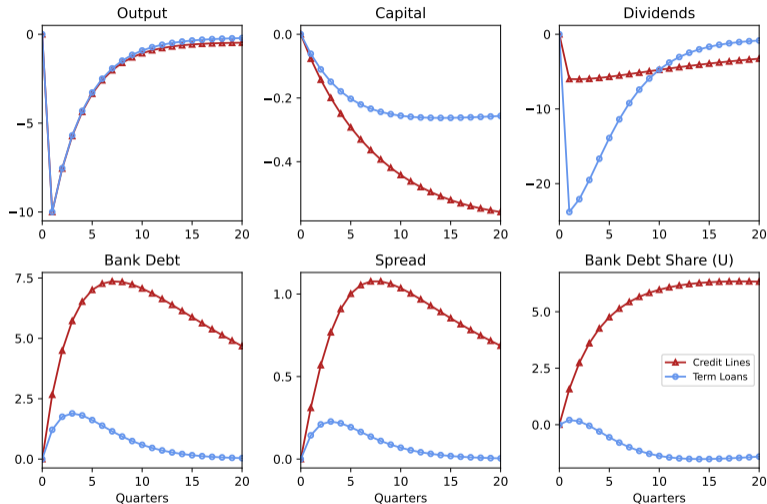 Output
0
−5
−10
0 5 10 15 20
Capital
0.0
−0.2
−0.4
0 5 10 15 20
Dividends
0
−10
−20
0 5 10 15 20
Bank Debt
7.5
5.0
2.5
0.0
0 5 10 15 20
Quarters
Spread
1.0
0.5
0.0
0 5 10 15 20
Quarters
Bank Debt Share (U)
5.0
2.5
0.0
Credit Lines
Term Loans
0 5 10 15 20
Quarters